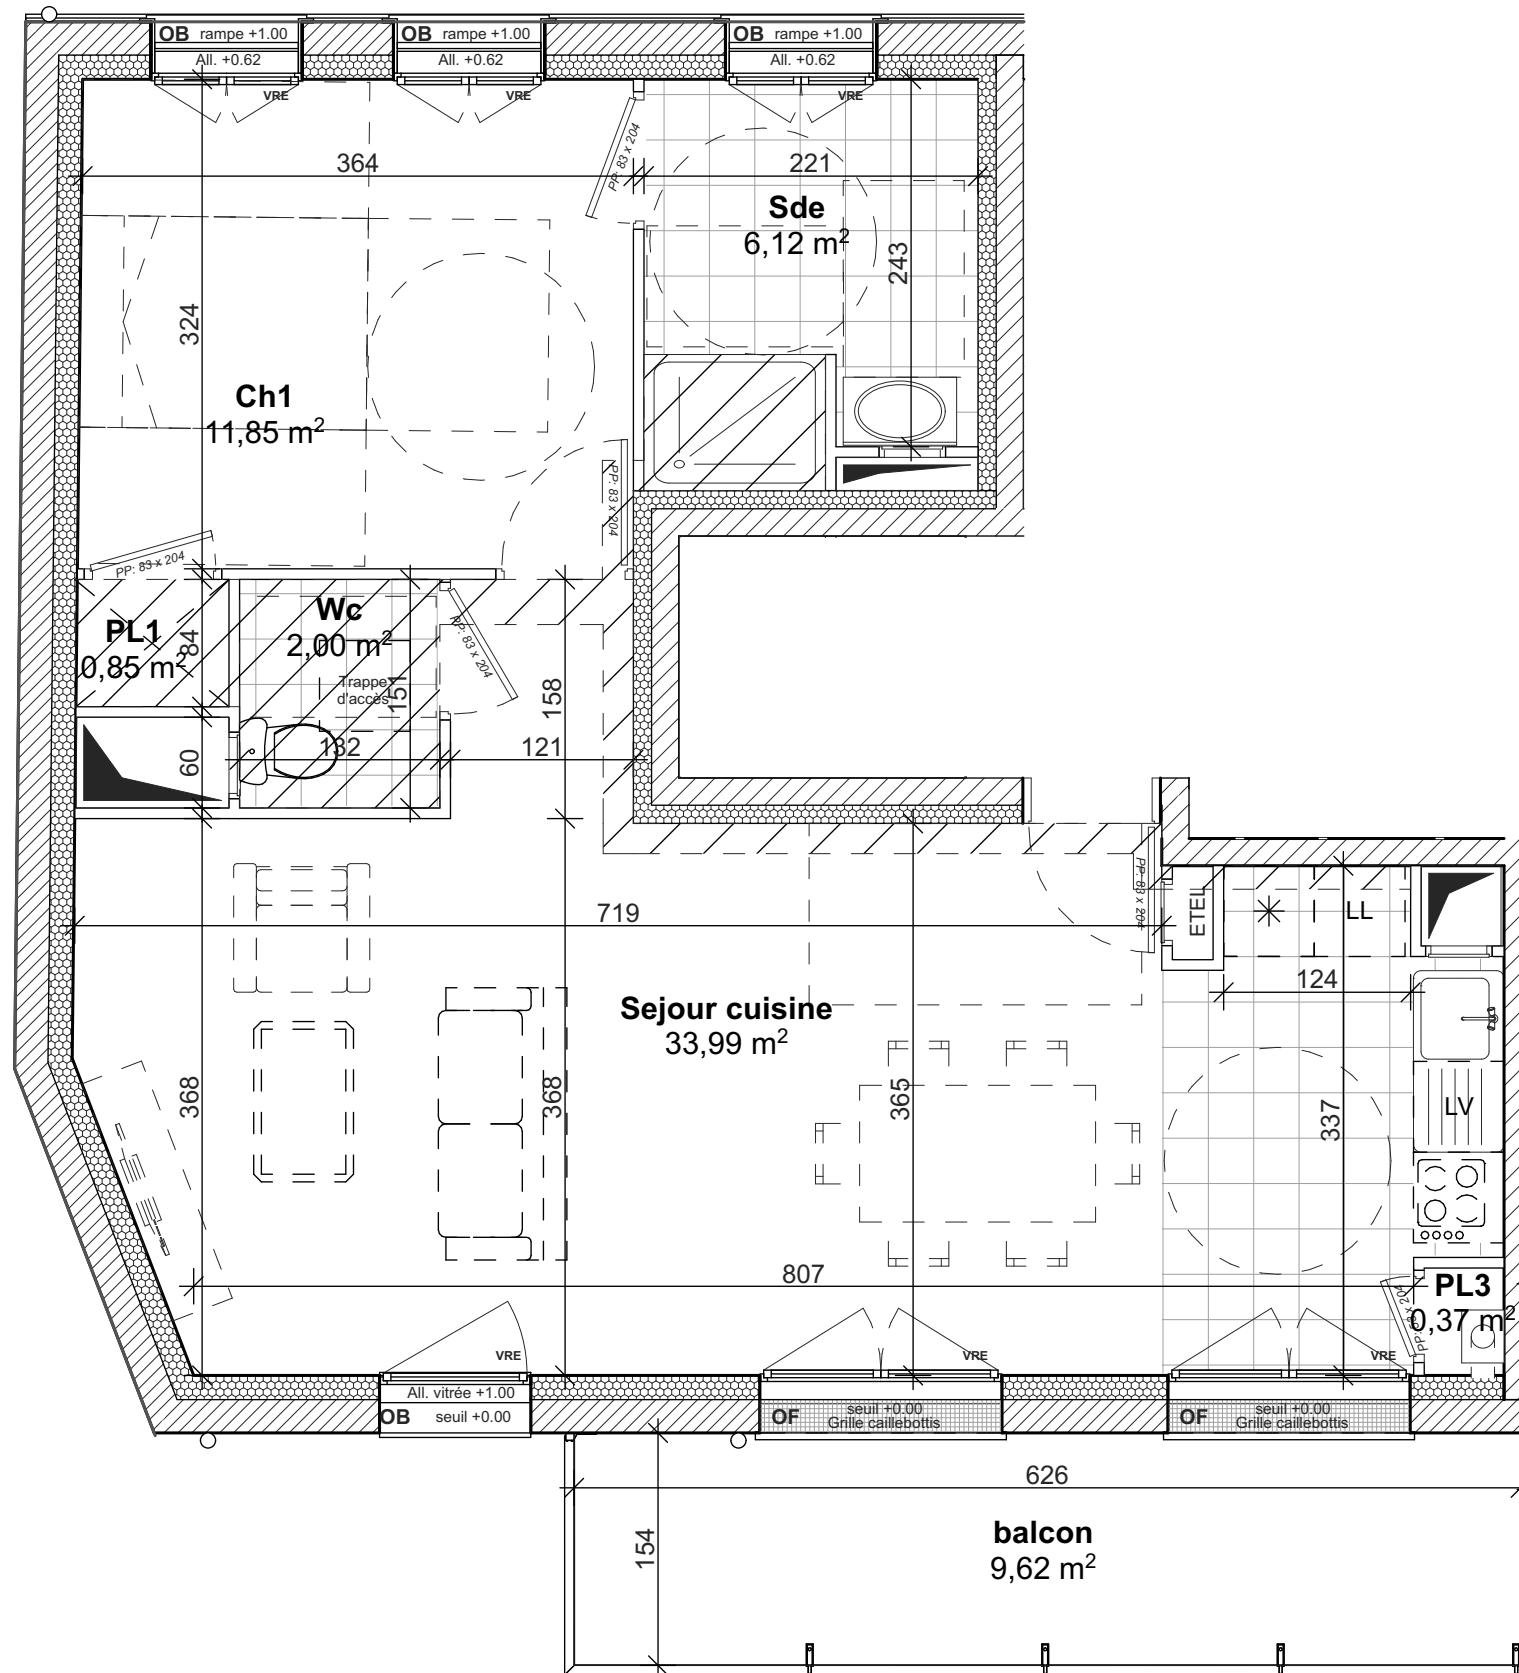 OB rampe +1.00
All. +0.62
VRE
OB rampe +1.00
All. +0.62
VRE
OB rampe +1.00
All. +0.62
VRE
364
PP: 83 x 204
221
Sde
6,12 m²
243
324
Ch1
11,85 m²
PP: 83 x 204
PP: 83 x 204
PL1
0,85 m²
84
Wc
2,00 m²
Trappe
d'accès
151
PP: 83 x 204
158
60
132
121
719
PP: 83 x 204
ETEL
LL
124
Sejour cuisine
33,99 m²
368
368
365
337
LV
807
PL3
0,37 m²
PP: 53 x 204
VRE
All. vitrée +1.00
OB seuil +0.00
VRE
OF seuil +0.00
Grille caillebottis
VRE
OF seuil +0.00
Grille caillebottis
626
154
balcon
9,62 m²